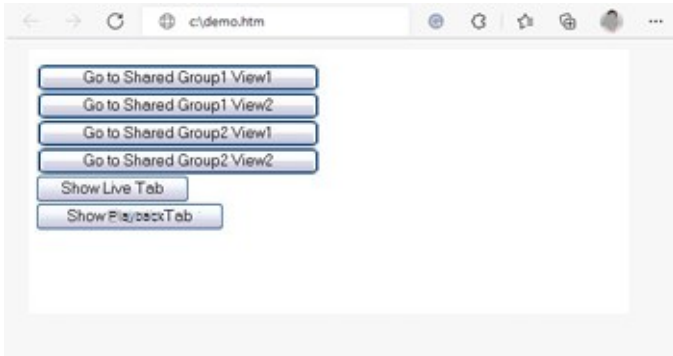 c:\demo.htm
Go to Shared Group1 View1
Go to Shared Group1 View2
Go to Shared Group2 View1
Go to Shared Group2 View2
Show Live Tab
Show Playback Tab